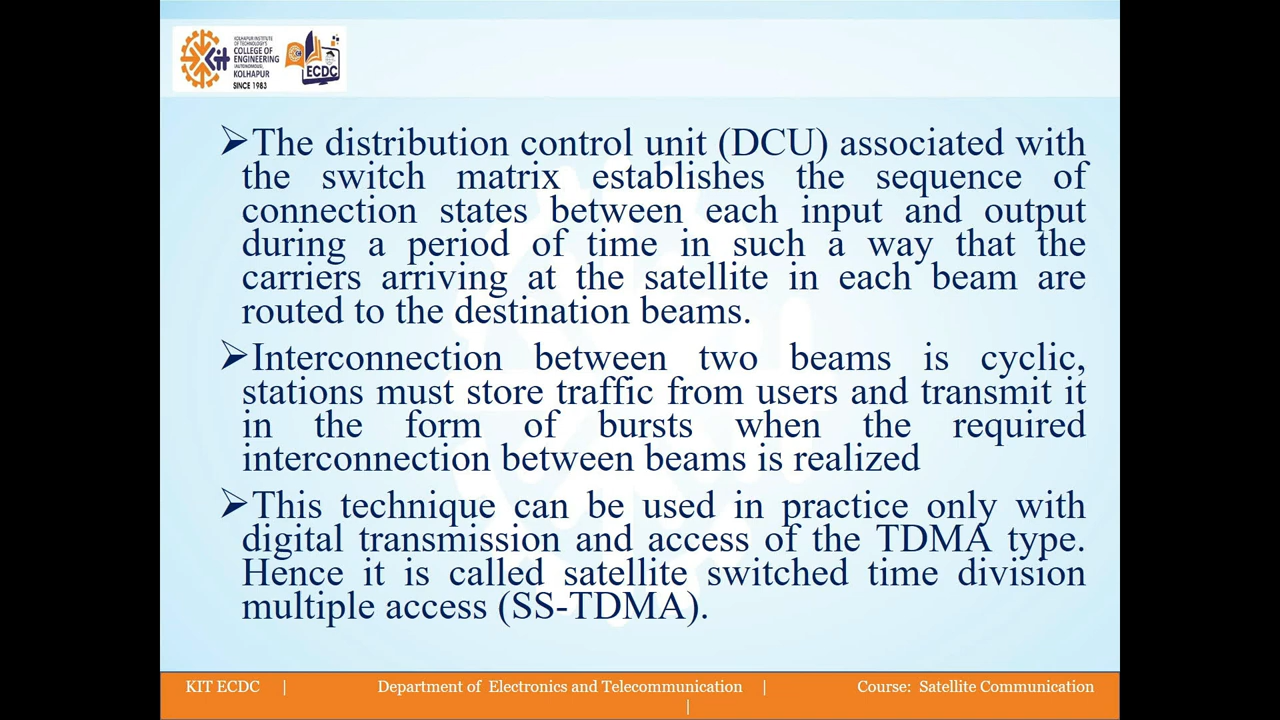 KOLHAPUR INSTITUTE
OF TECHNOLOGY'S
COLLEGE OF
ENGINEERING
(AUTONOMOUS)
KOLHAPUR
SINCE 1983
Kit
ECDC
➢The distribution control unit (DCU) associated with
the switch matrix establishes the sequence of
connection states between each input and output
during a period of time in such a way that the
carriers arriving at the satellite in each beam are
routed to the destination beams.
➢Interconnection between two beams is cyclic,
stations must store traffic from users and transmit it
in the form of bursts when the required
interconnection between beams is realized
➢This technique can be used in practice only with
digital transmission and access of the TDMA type.
Hence it is called satellite switched time division
multiple access (SS-TDMA).
KIT ECDC | Department of Electronics and Telecommunication | Course: Satellite Communication
|